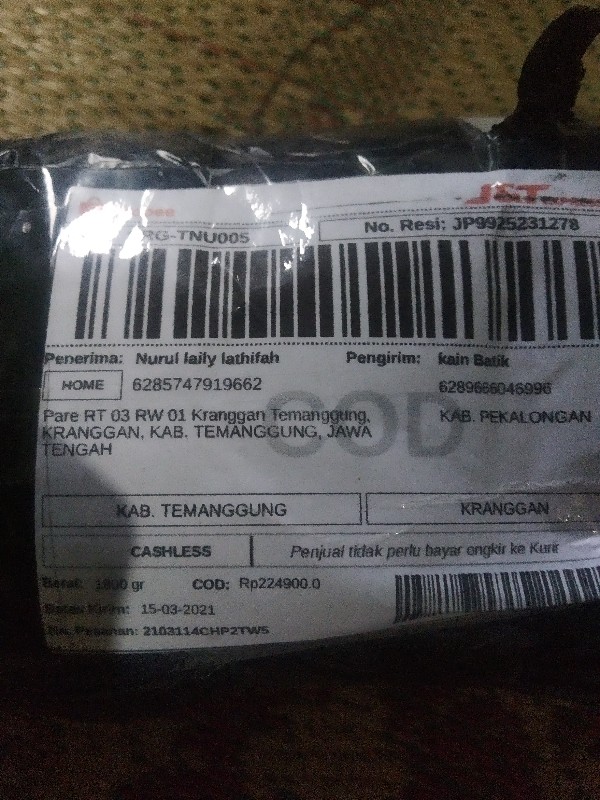 J&T
RG-TNU005
No. Resi: JP9925231278
Penerima: Nurul laily lathifah
Pengirim: kain Batik
HOME
6285747919662
6289666046996
Pare RT 03 RW 01 Kranggan Temanggung,
KRANGGAN, KAB. TEMANGGUNG, JAWA
TENGAH
KAB. PEKALONGAN
COD
KAB. TEMANGGUNG
KRANGGAN
CASHLESS
Penjual tidak perlu bayar ongkir ke Kurir
Berat: 1000 gr
COD: Rp224900.0
Batas Kirim: 15-03-2021
No. Pesanan: 2103114CHP2TW5